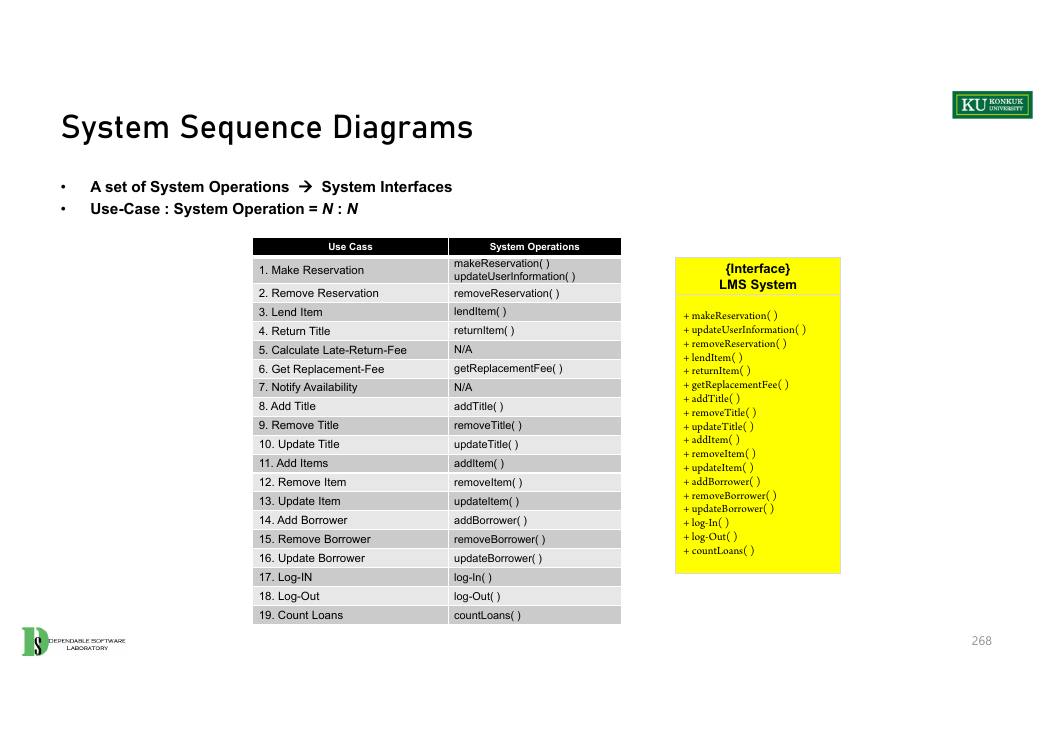 KU KONKUK
UNIVERSITY
System Sequence Diagrams
• A set of System Operations → System Interfaces
• Use-Case : System Operation = N : N
Use Cass System Operations
1. Make Reservation makeReservation( )
updateUserInformation( )
2. Remove Reservation removeReservation( )
3. Lend Item lendItem( )
4. Return Title returnItem( )
5. Calculate Late-Return-Fee N/A
6. Get Replacement-Fee getReplacementFee( )
7. Notify Availability N/A
8. Add Title addTitle( )
9. Remove Title removeTitle( )
10. Update Title updateTitle( )
11. Add Items addItem( )
12. Remove Item removeItem( )
13. Update Item updateItem( )
14. Add Borrower addBorrower( )
15. Remove Borrower removeBorrower( )
16. Update Borrower updateBorrower( )
17. Log-IN log-In( )
18. Log-Out log-Out( )
19. Count Loans countLoans( )
{Interface}
LMS System
+ makeReservation( )
+ updateUserInformation( )
+ removeReservation( )
+ lendItem( )
+ returnItem( )
+ getReplacementFee( )
+ addTitle( )
+ removeTitle( )
+ updateTitle( )
+ addItem( )
+ removeItem( )
+ updateItem( )
+ addBorrower( )
+ removeBorrower( )
+ updateBorrower( )
+ log-In( )
+ log-Out( )
+ countLoans( )
DS DEPENDABLE SOFTWARE
LABORATORY
268